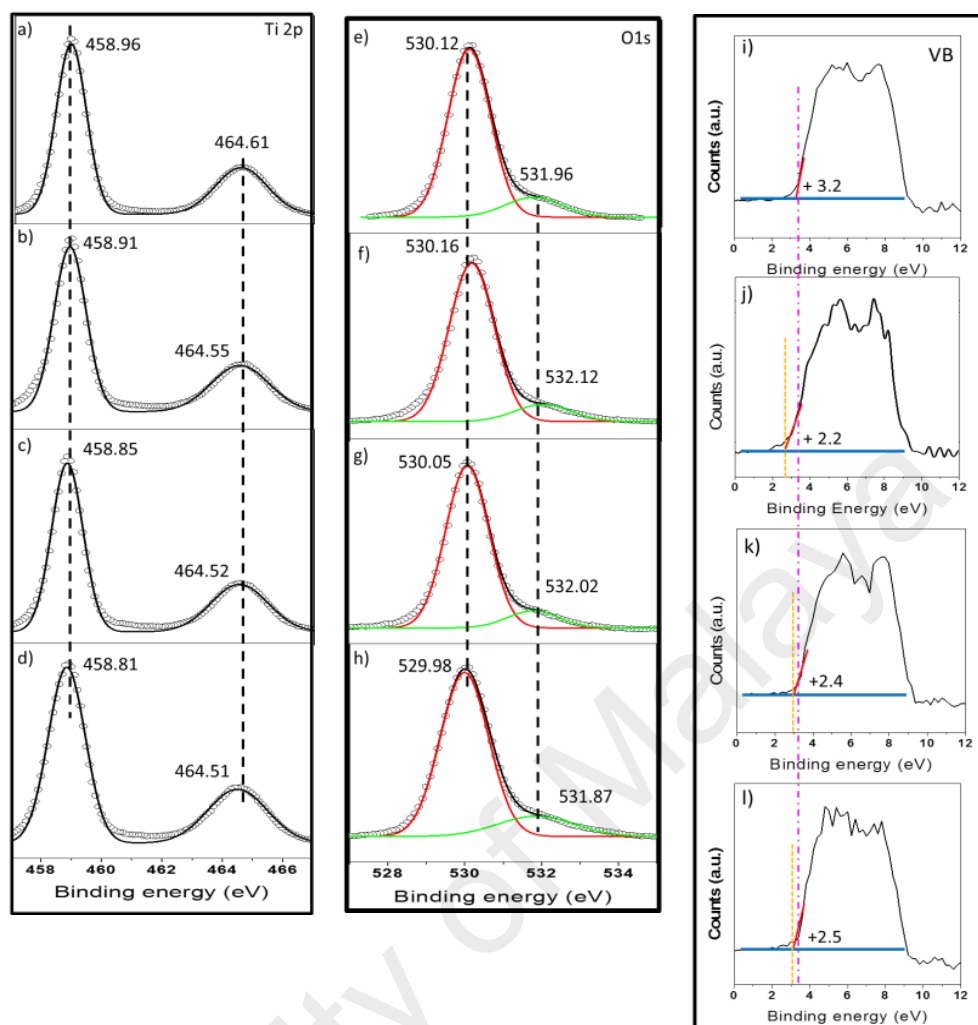 a) Ti 2p
458.96
464.61
b)
458.91
464.55
c)
458.85
464.52
d)
458.81
464.51
458 460 462 464 466
Binding energy (eV)
e) O1s
530.12
531.96
f)
530.16
532.12
g)
530.05
532.02
h)
529.98
531.87
528 530 532 534
Binding energy (eV)
i) VB
Counts (a.u.)
+ 3.2
0 2 4 6 8 10 12
Binding energy (eV)
j)
Counts (a.u.)
+ 2.2
0 2 4 6 8 10 12
Binding Energy (eV)
k)
Counts (a.u.)
+2.4
0 2 4 6 8 10 12
Binding energy (eV)
l)
Counts (a.u.)
+2.5
0 2 4 6 8 10 12
Binding energy (eV)
ity of Malaya